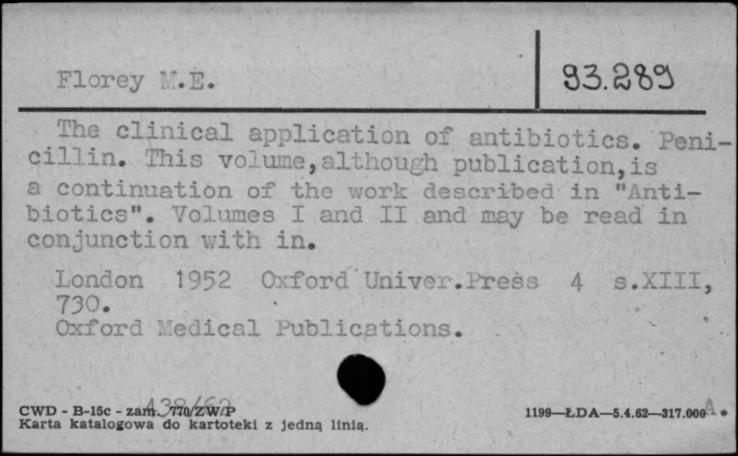 Florey M.E.
93.289
The clinical application of antibiotics. Peni-
cillin. This volume,although publication,is
a continuation of the work described in "Anti-
biotics". Volumes I and II and may be read in
conjunction with in.
London 1952 Oxford Univer.Press 4 s.XIII,
730.
Oxford Medical Publications.
438/62
CWD - B-15c - zam. 770/ZW/P
Karta katalogowa do kartoteki z jedną linią.
1199—ŁDA—5.4.62—317.000 A.